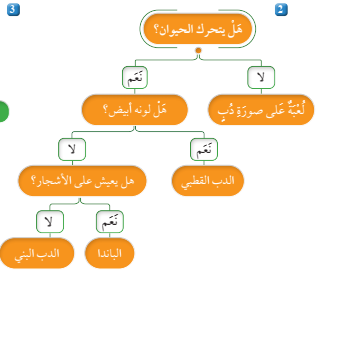 3
2
هَلْ يتحرك الحيوان؟
نَعَم
لا
هَلْ لونه أبيض؟
لُعْبَةٌ عَلى صورَةِ دُبٍ
لا
نَعَم
هل يعيش على الأشجار؟
الدب القطبي
لا
نَعَم
الدب البني
الباندا